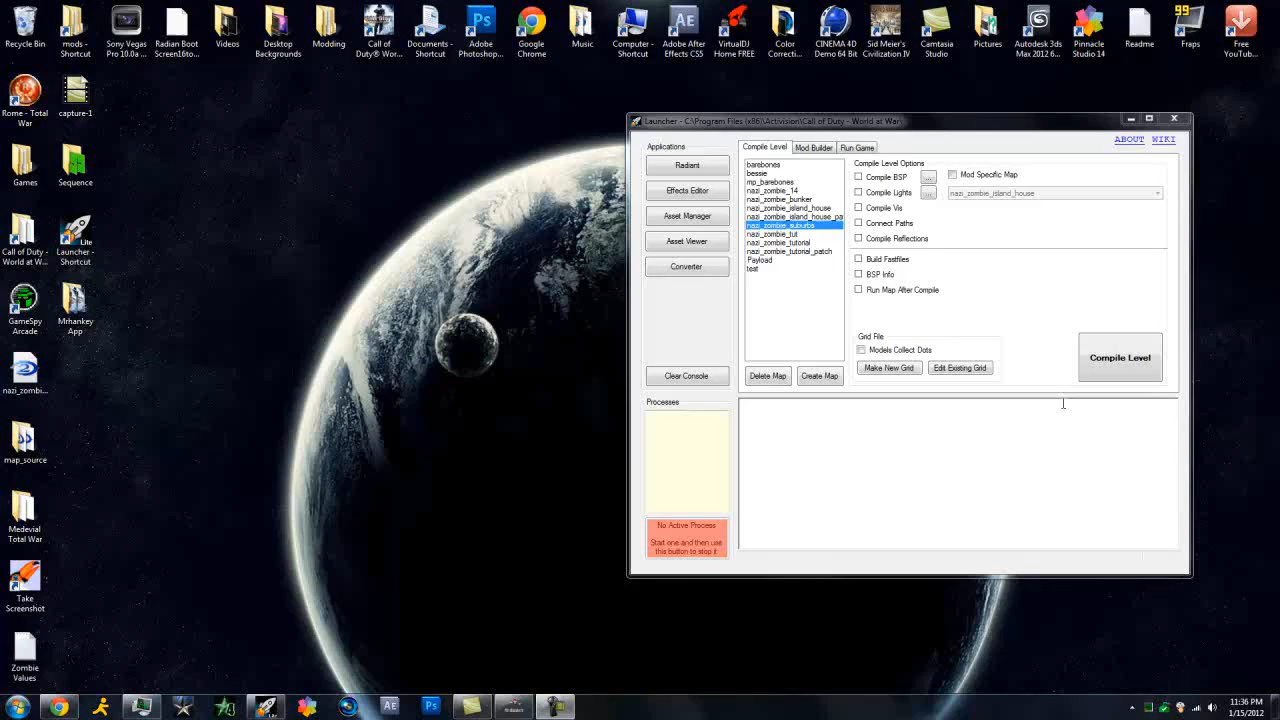 Recycle Bin
mods - Shortcut
Sony Vegas Pro 10.0a ...
Radian Boot Screen16to...
Videos
Desktop Backgrounds
Modding
Call of Duty® Wor...
Documents - Shortcut
Adobe Photoshop...
Google Chrome
Music
Computer - Shortcut
Adobe After Effects CS5
VirtualDJ Home FREE
Color Correcti...
CINEMA 4D Demo 64 Bit
Sid Meier's Civilization IV
Camtasia Studio
Pictures
Autodesk 3ds Max 2012 6...
Pinnacle Studio 14
Readme
99
Fraps
Free YouTub...
Rome - Total War
capture-1
Games
Sequence
Call of Duty - World at W...
Lite
Launcher - Shortcut
GameSpy Arcade
Mrhankey App
nazi_zombi...
map_source
Medevial Total War
Take Screenshot
Zombie Values
Launcher - C:\Program Files (x86)\Activision\Call of Duty - World at War\
ABOUT WIKI
Applications
Radiant
Effects Editor
Asset Manager
Asset Viewer
Converter
Clear Console
Processes
No Active Process
Start one and then use
this button to stop it
Compile Level
Mod Builder
Run Game
barebones
bessie
mp_barebones
nazi_zombie_14
nazi_zombie_bunker
nazi_zombie_island_house
nazi_zombie_island_house_pa
nazi_zombie_suburbs
nazi_zombie_tut
nazi_zombie_tutorial
nazi_zombie_tutorial_patch
Payload
test
Delete Map
Create Map
Compile Level Options
Compile BSP
...
Mod Specific Map
Compile Lights
...
nazi_zombie_island_house
Compile Vis
Connect Paths
Compile Reflections
Build Fastfiles
BSP Info
Run Map After Compile
Grid File
Models Collect Dots
Make New Grid
Edit Existing Grid
Compile Level
Ae
Ps
11:36 PM
1/15/2012